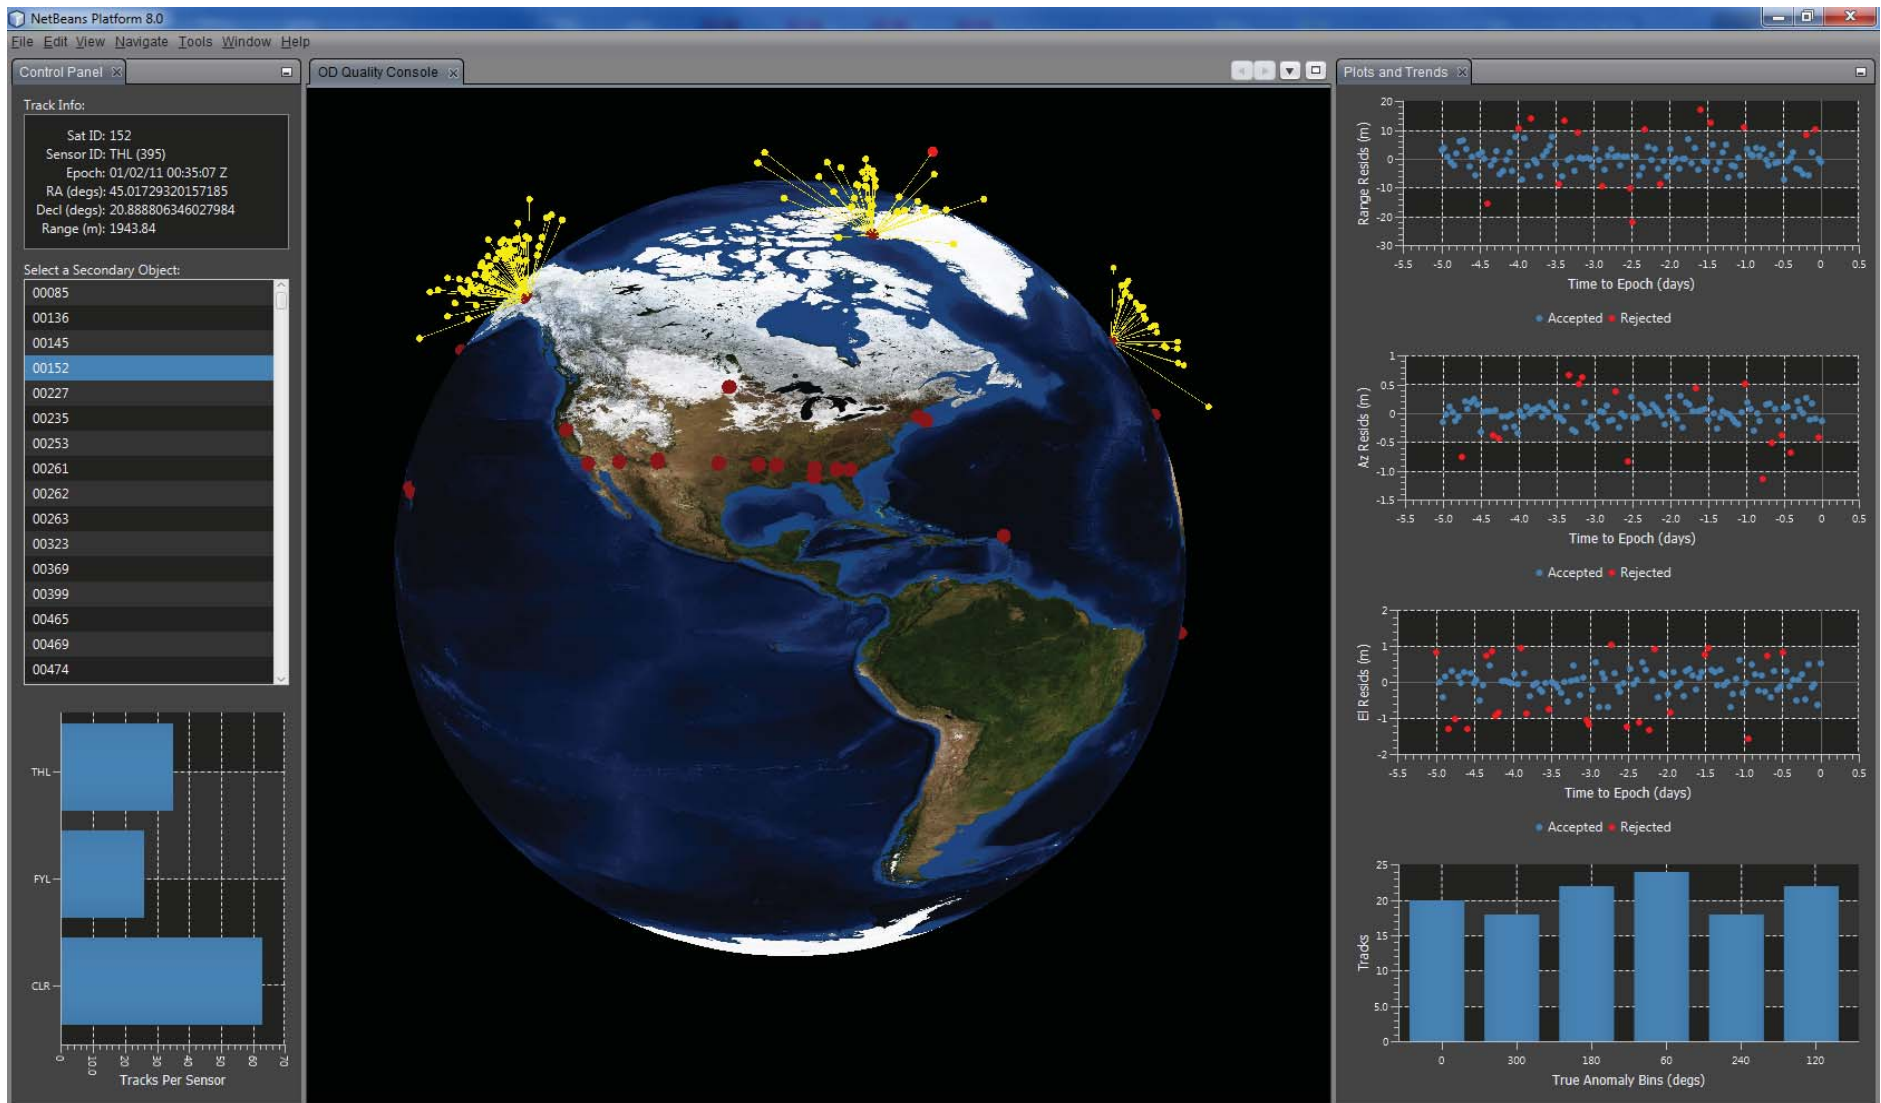 NetBeans Platform 8.0
File Edit View Navigate Tools Window Help
Control Panel
Track Info:
Sat ID: 152
Sensor ID: THL (395)
Epoch: 01/02/11 00:35:07 Z
RA (degs): 45.01729320157185
Decl (degs): 20.888806346027984
Range (m): 1943.84
Select a Secondary Object:
00085
00136
00145
00152
00227
00235
00253
00261
00262
00263
00323
00369
00399
00465
00469
00474
THL
FYL
CLR
0 10.0 20 30 40 50 60 70
Tracks Per Sensor
OD Quality Console
Plots and Trends
Range Resids (m)
20
10
0
-10
-20
-30
-5.5 -5.0 -4.5 -4.0 -3.5 -3.0 -2.5 -2.0 -1.5 -1.0 -0.5 0 0.5
Time to Epoch (days)
Accepted Rejected
Az Resids (m)
1
0.5
0
-0.5
-1.0
-1.5
-5.5 -5.0 -4.5 -4.0 -3.5 -3.0 -2.5 -2.0 -1.5 -1.0 -0.5 0 0.5
Time to Epoch (days)
Accepted Rejected
El Resids (m)
2
1
0
-1
-2
-5.5 -5.0 -4.5 -4.0 -3.5 -3.0 -2.5 -2.0 -1.5 -1.0 -0.5 0 0.5
Time to Epoch (days)
Accepted Rejected
Tracks
25
20
15
10
5.0
0
0 300 180 60 240 120
True Anomaly Bins (degs)